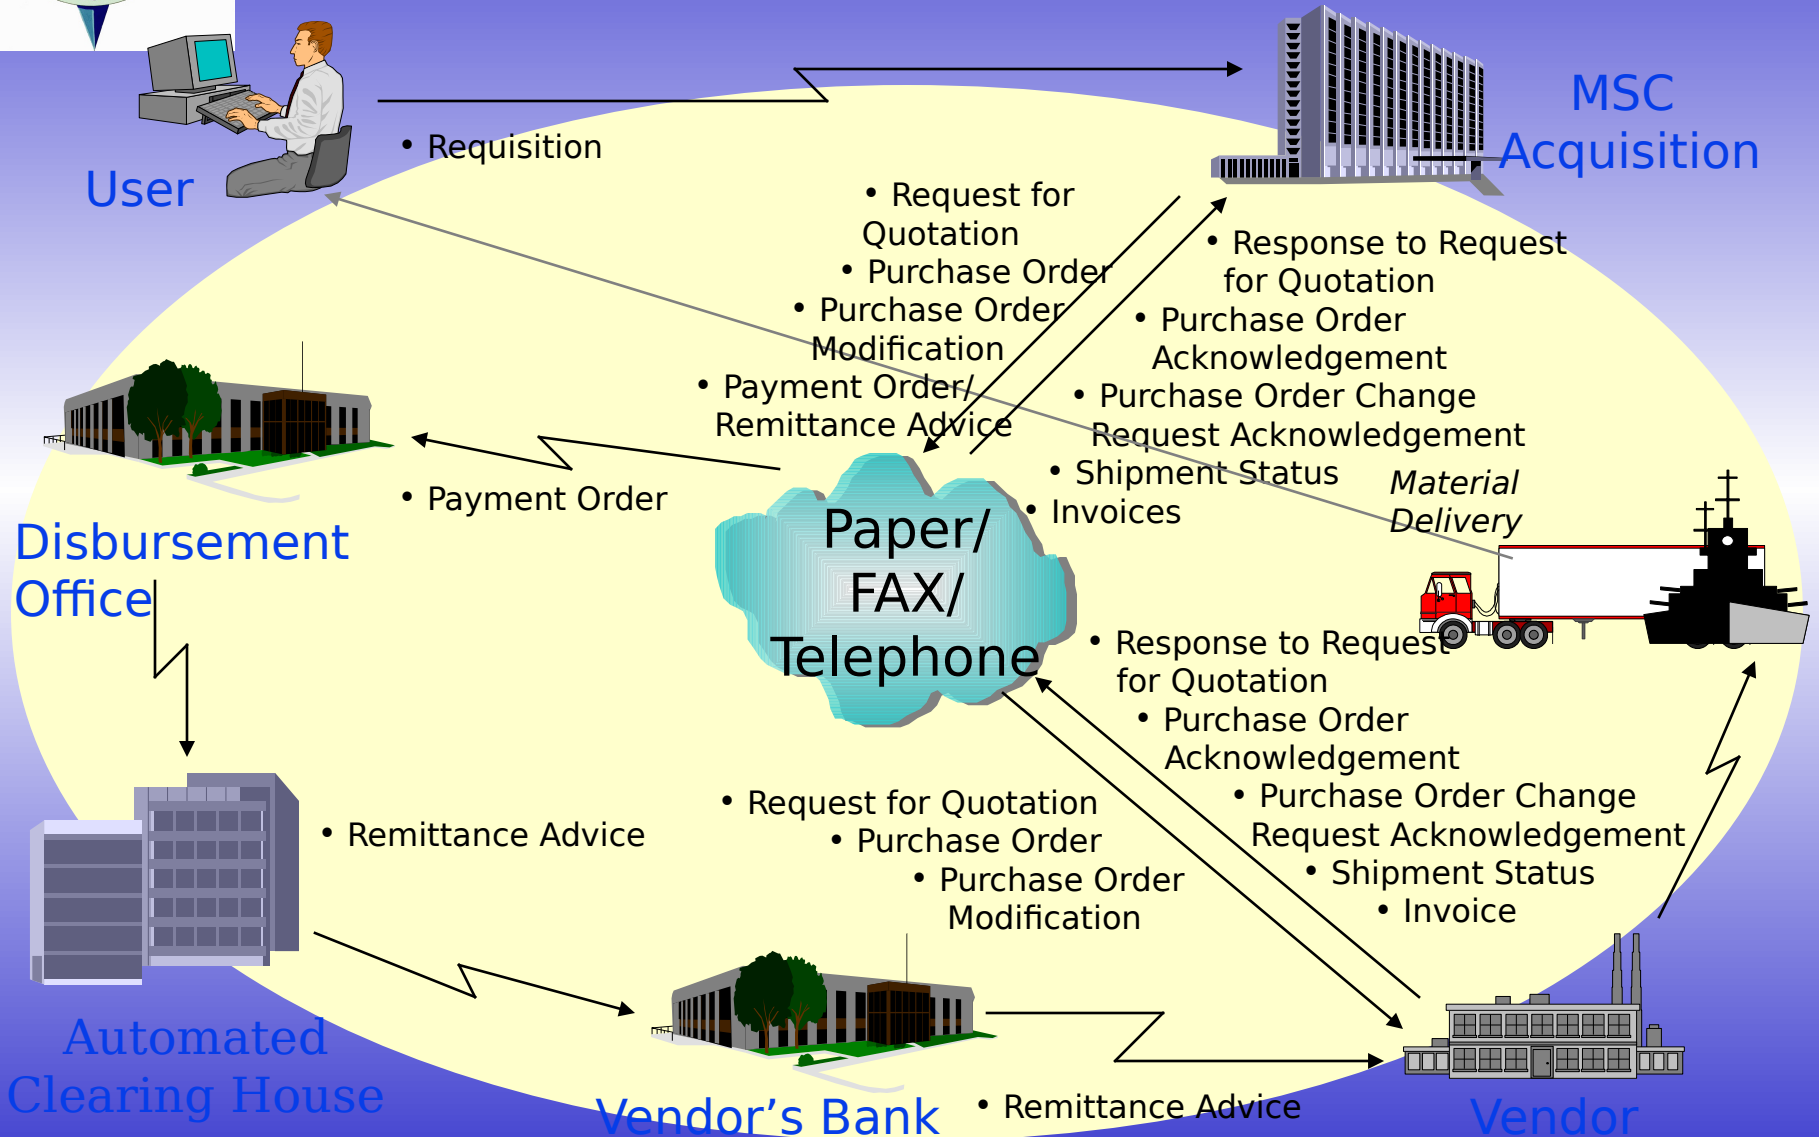 MSC
Acquisition
User
• Requisition
• Request for
Quotation
• Purchase Order
• Purchase Order
Modification
• Payment Order/
Remittance Advice
• Response to Request
for Quotation
• Purchase Order
Acknowledgement
• Purchase Order Change
Request Acknowledgement
• Shipment Status
• Invoices
Material
Delivery
• Payment Order
Disbursement
Office
Paper/
FAX/
Telephone
• Response to Request
for Quotation
• Purchase Order
Acknowledgement
• Purchase Order Change
Request Acknowledgement
• Shipment Status
• Invoice
• Request for Quotation
• Purchase Order
• Purchase Order
Modification
• Remittance Advice
Automated
Clearing House
Vendor’s Bank
• Remittance Advice
Vendor